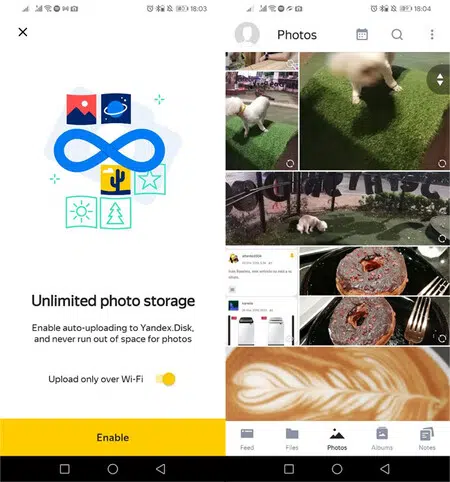 18:03
Unlimited photo storage
Enable auto-uploading to Yandex.Disk,
and never run out of space for photos
Upload only over Wi-Fi
Enable
18:04
Photos
Feed
Files
Photos
Albums
Notes